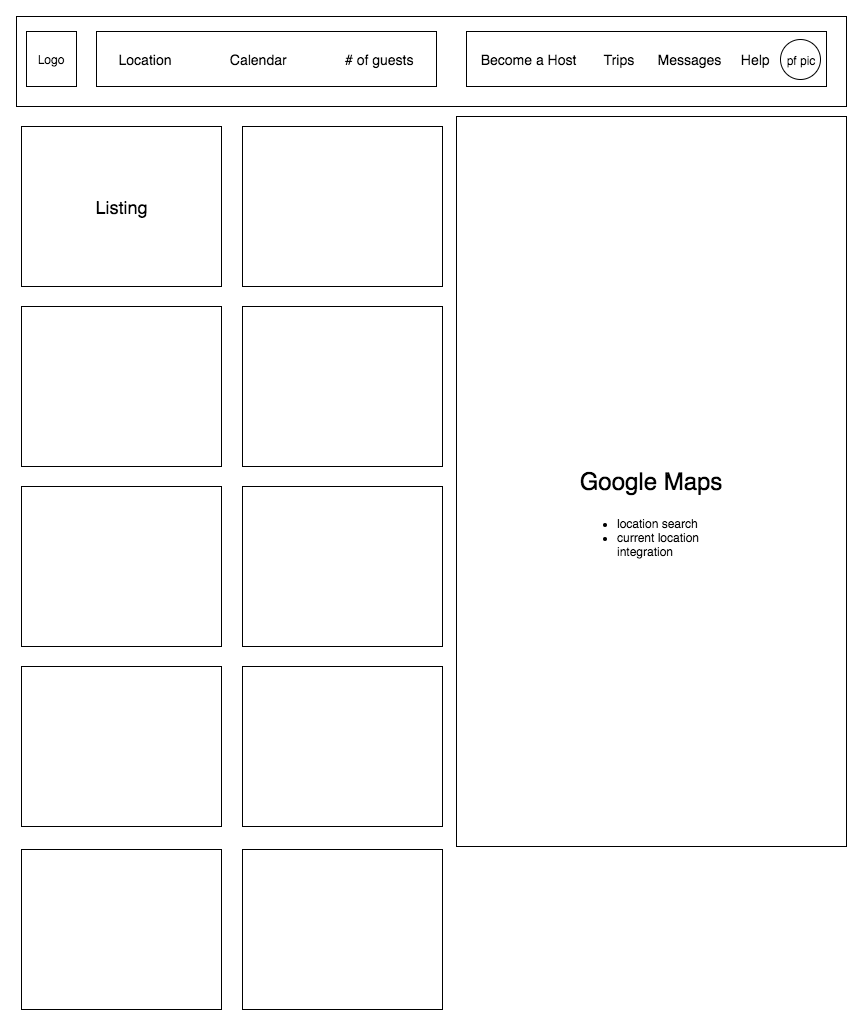 Logo
Location
Calendar
# of guests
Become a Host
Trips
Messages
Help
pf pic
Listing
Google Maps
location search
current location
integration